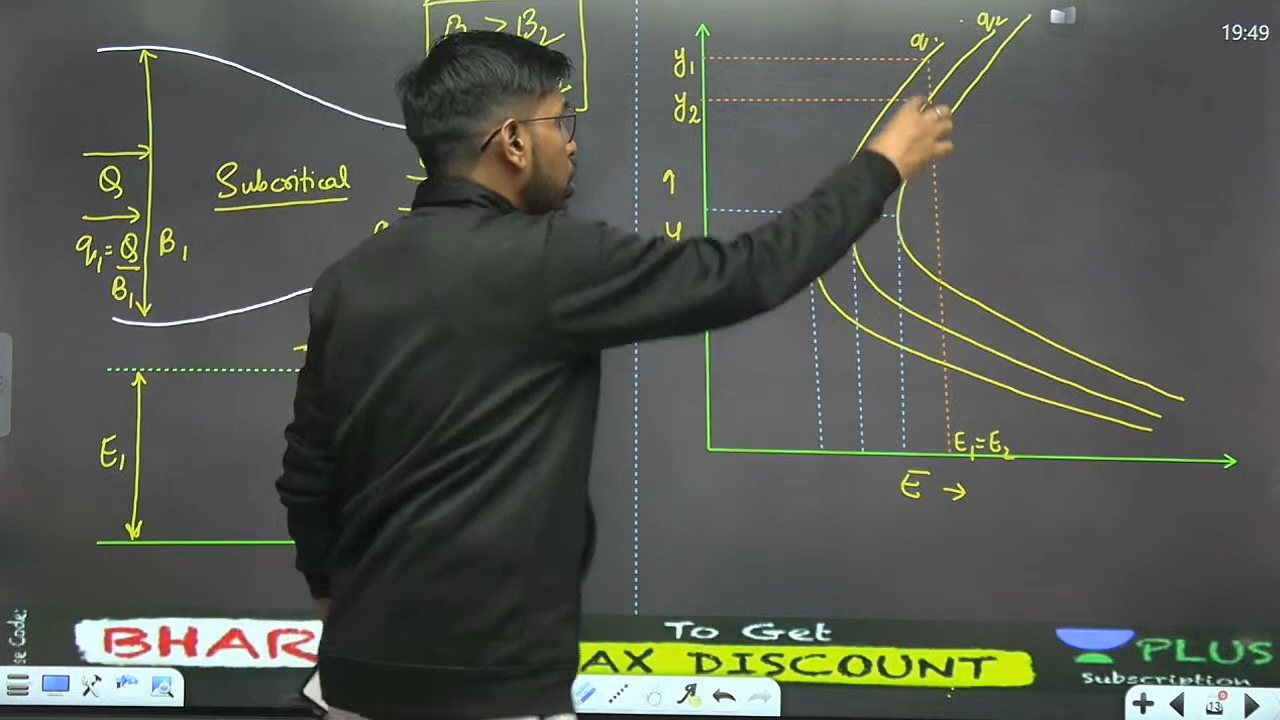 19:49
B₁ > B₂
Q
q₁ = Q/B₁
B₁
Subcritical
E₁
y₁
y₂
↑
y
q₁
q₂
E₁=E₂
E →
To Get
AX DISCOUNT
PLUS
Subscription
13